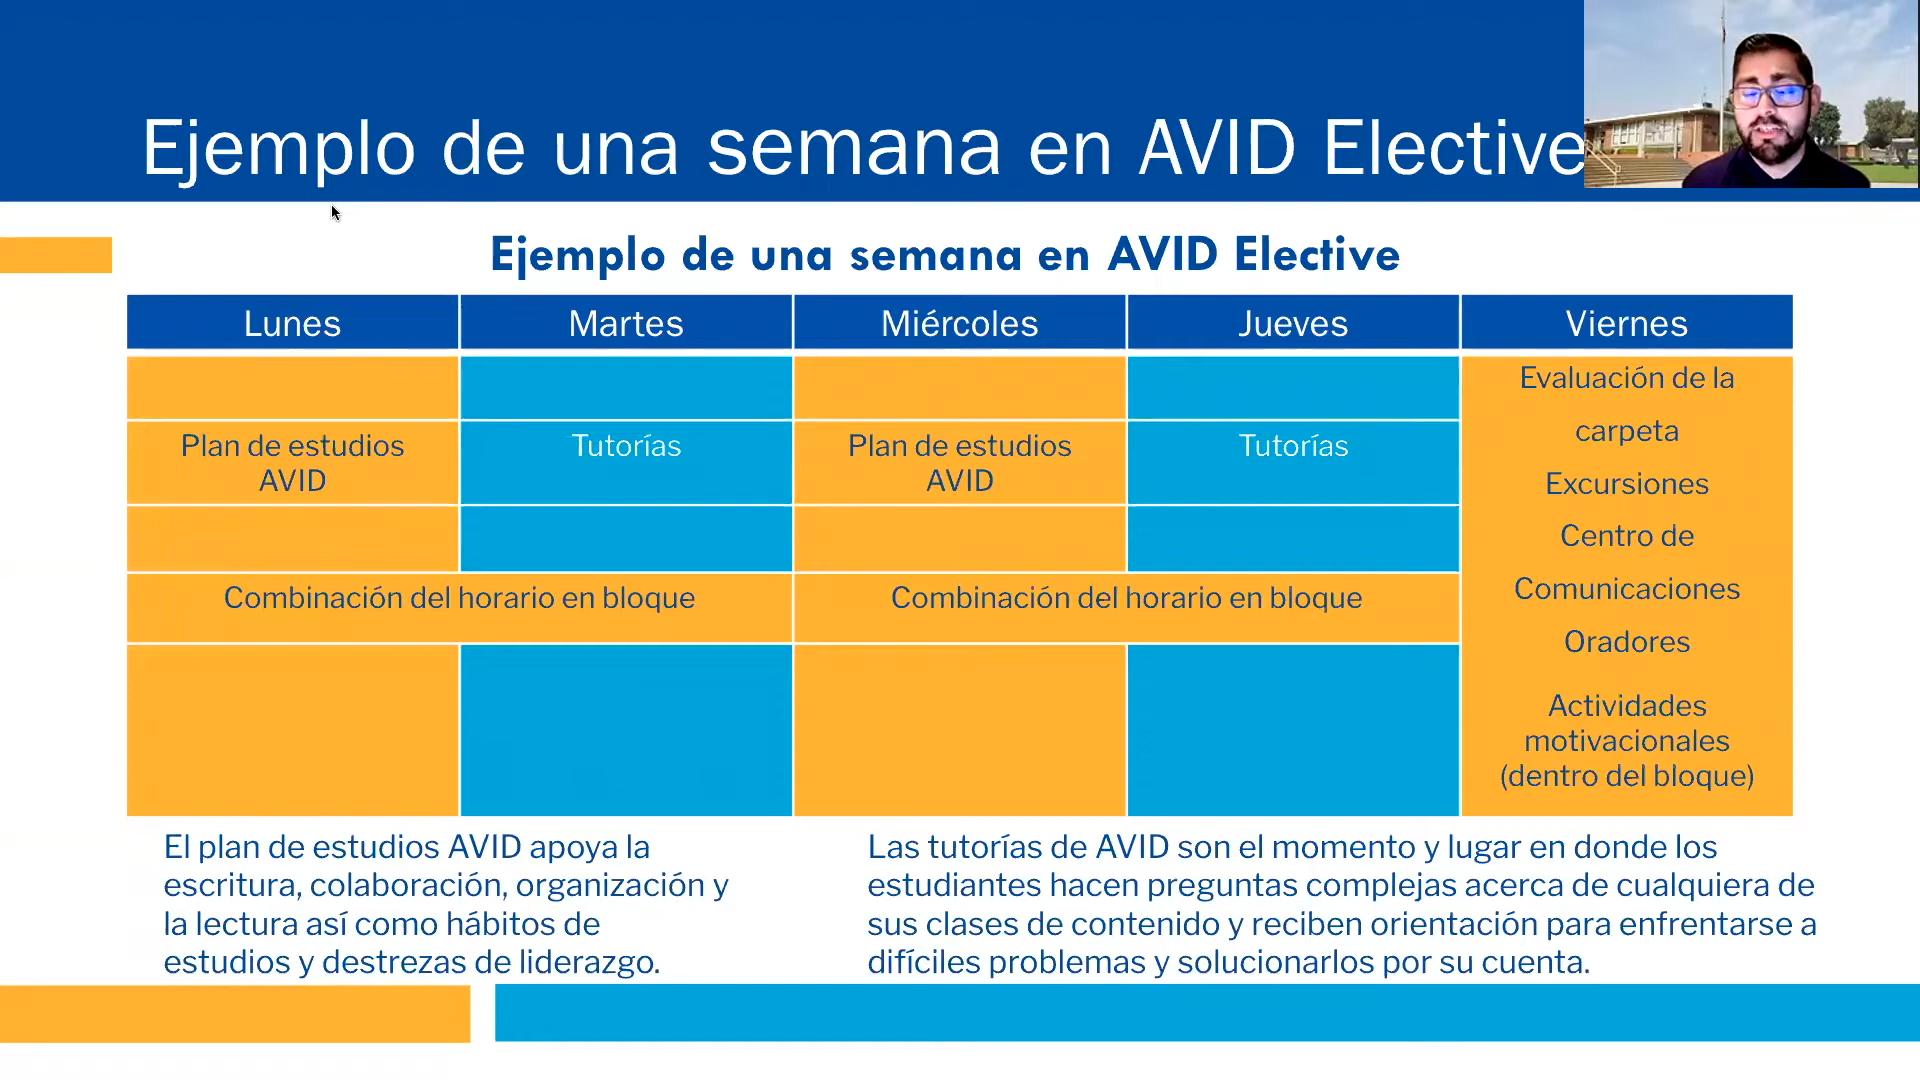 Ejemplo de una semana en AVID Elective
Ejemplo de una semana en AVID Elective
Lunes
Martes
Miércoles
Jueves
Viernes
Plan de estudios
AVID
Tutorías
Plan de estudios
AVID
Tutorías
Combinación del horario en bloque
Combinación del horario en bloque
Evaluación de la
carpeta
Excursiones
Centro de
Comunicaciones
Oradores
Actividades
motivacionales
(dentro del bloque)
El plan de estudios AVID apoya la
escritura, colaboración, organización y
la lectura así como hábitos de
estudios y destrezas de liderazgo.
Las tutorías de AVID son el momento y lugar en donde los
estudiantes hacen preguntas complejas acerca de cualquiera de
sus clases de contenido y reciben orientación para enfrentarse a
difíciles problemas y solucionarlos por su cuenta.